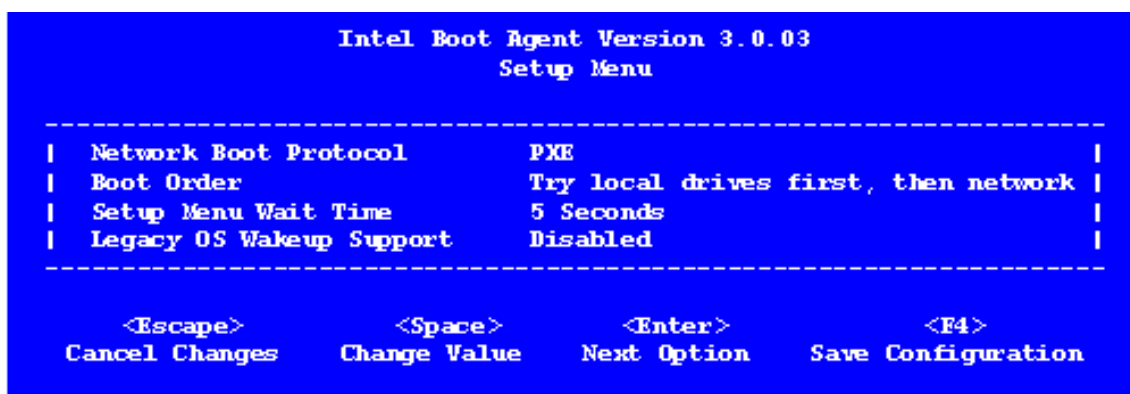 Intel Boot Agent Version 3.0.03
Setup Menu
Network Boot Protocol PXE
Boot Order Try local drives first, then network
Setup Menu Wait Time 5 Seconds
Legacy OS Wakeup Support Disabled
<Escape> <Space> <Enter> <F4>
Cancel Changes Change Value Next Option Save Configuration